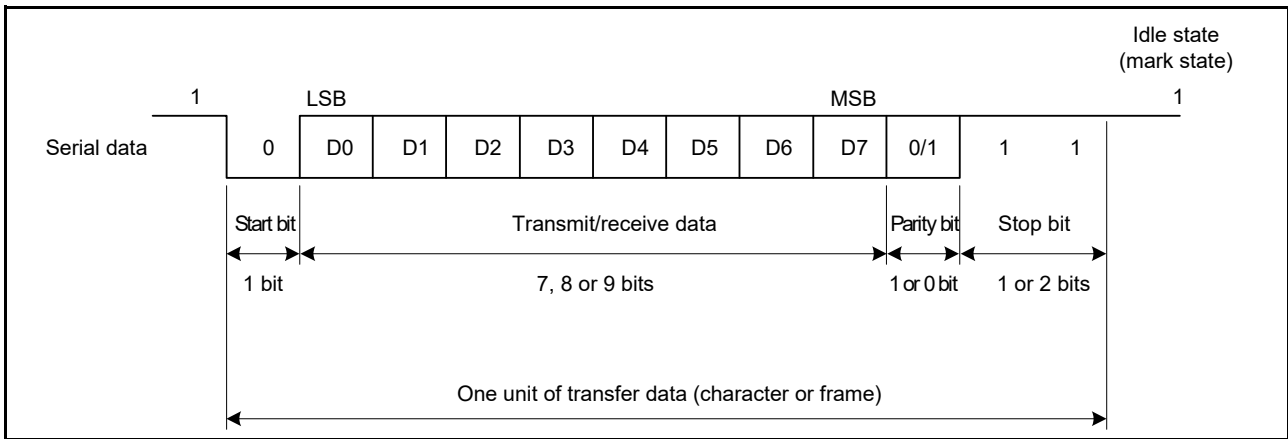 Idle state
(mark state)
1 LSB MSB 1
Serial data 0 D0 D1 D2 D3 D4 D5 D6 D7 0/1 1 1
Start bit Transmit/receive data Parity bit Stop bit
1 bit 7, 8 or 9 bits 1 or 0 bit 1 or 2 bits
One unit of transfer data (character or frame)